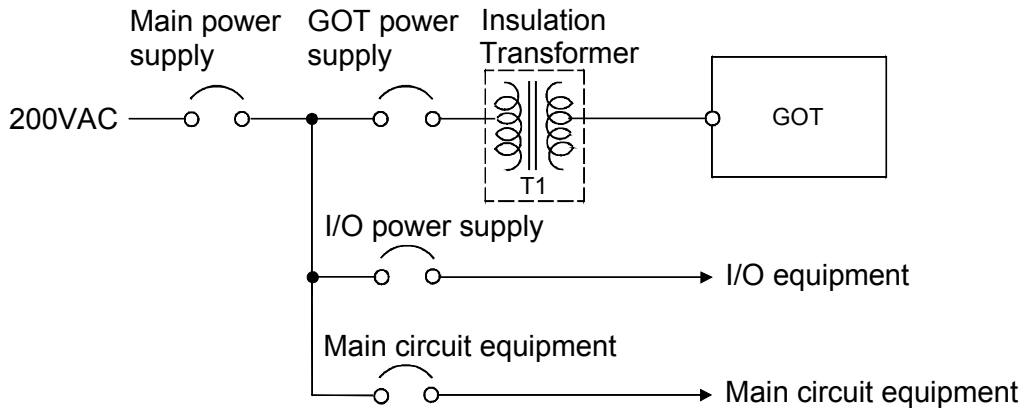 Main power
supply
GOT power
supply
Insulation
Transformer
200VAC
GOT
T1
I/O power supply
I/O equipment
Main circuit equipment
Main circuit equipment